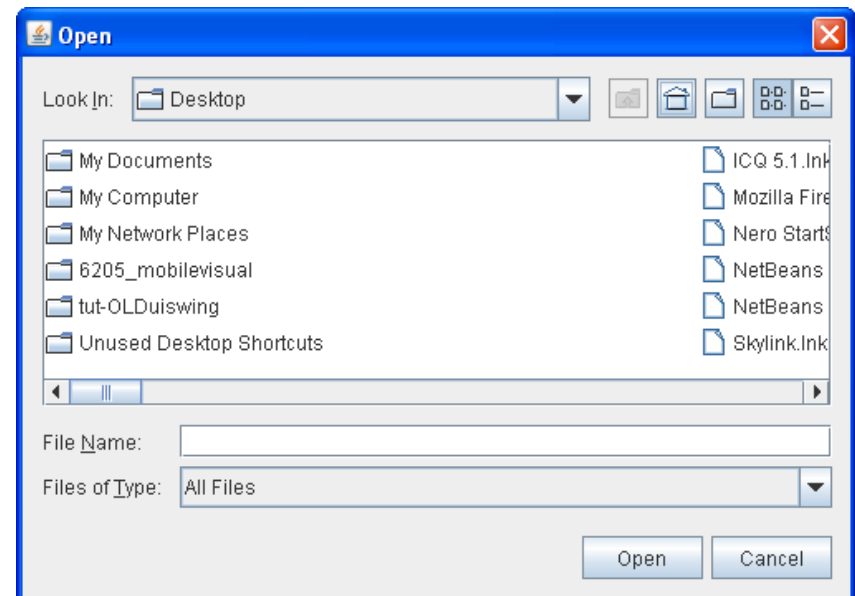 Open
Look In: Desktop
My Documents
My Computer
My Network Places
6205_mobilevisual
tut-OLDuiswing
Unused Desktop Shortcuts
ICQ 5.1.lnk
Mozilla Fire
Nero Start
NetBeans
NetBeans
Skylink.lnk
File Name:
Files of Type: All Files
Open Cancel